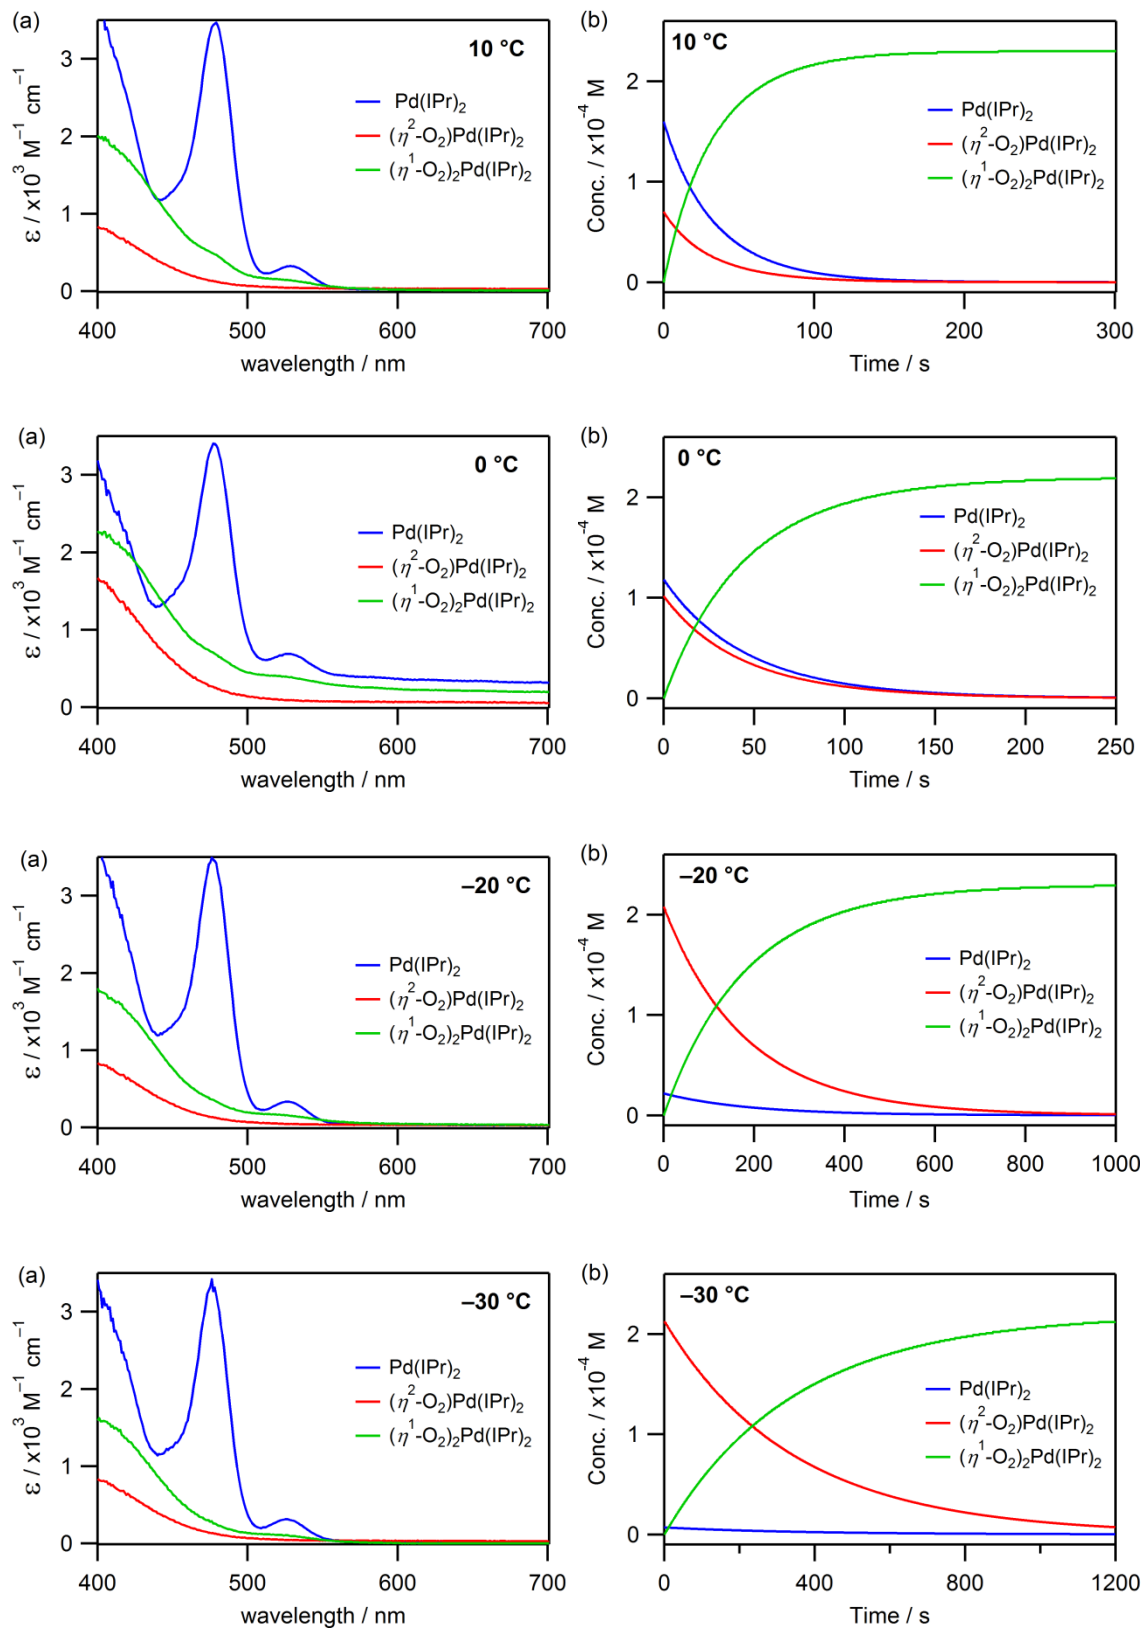 (a)
10 °C
ε / x10³ M⁻¹ cm⁻¹
3
2
1
0
Pd(IPr)₂
(η²-O₂)Pd(IPr)₂
(η¹-O₂)₂Pd(IPr)₂
400 500 600 700
wavelength / nm
(b)
10 °C
Conc. / x10⁻⁴ M
2
1
0
Pd(IPr)₂
(η²-O₂)Pd(IPr)₂
(η¹-O₂)₂Pd(IPr)₂
0 100 200 300
Time / s
(a)
0 °C
ε / x10³ M⁻¹ cm⁻¹
3
2
1
0
Pd(IPr)₂
(η²-O₂)Pd(IPr)₂
(η¹-O₂)₂Pd(IPr)₂
400 500 600 700
wavelength / nm
(b)
0 °C
Conc. / x10⁻⁴ M
2
1
0
Pd(IPr)₂
(η²-O₂)Pd(IPr)₂
(η¹-O₂)₂Pd(IPr)₂
0 50 100 150 200 250
Time / s
(a)
–20 °C
ε / x10³ M⁻¹ cm⁻¹
3
2
1
0
Pd(IPr)₂
(η²-O₂)Pd(IPr)₂
(η¹-O₂)₂Pd(IPr)₂
400 500 600 700
wavelength / nm
(b)
–20 °C
Conc. / x10⁻⁴ M
2
1
0
Pd(IPr)₂
(η²-O₂)Pd(IPr)₂
(η¹-O₂)₂Pd(IPr)₂
0 200 400 600 800 1000
Time / s
(a)
–30 °C
ε / x10³ M⁻¹ cm⁻¹
3
2
1
0
Pd(IPr)₂
(η²-O₂)Pd(IPr)₂
(η¹-O₂)₂Pd(IPr)₂
400 500 600 700
wavelength / nm
(b)
–30 °C
Conc. / x10⁻⁴ M
2
1
0
Pd(IPr)₂
(η²-O₂)Pd(IPr)₂
(η¹-O₂)₂Pd(IPr)₂
0 400 800 1200
Time / s